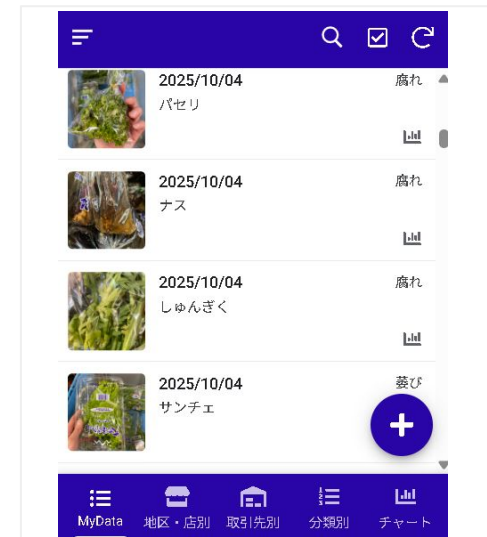 2025/10/04 腐れ
パセリ
2025/10/04 腐れ
ナス
2025/10/04 腐れ
しゅんぎく
2025/10/04 萎び
サンチェ
MyData 地区・店別 取引先別 分類別 チャート